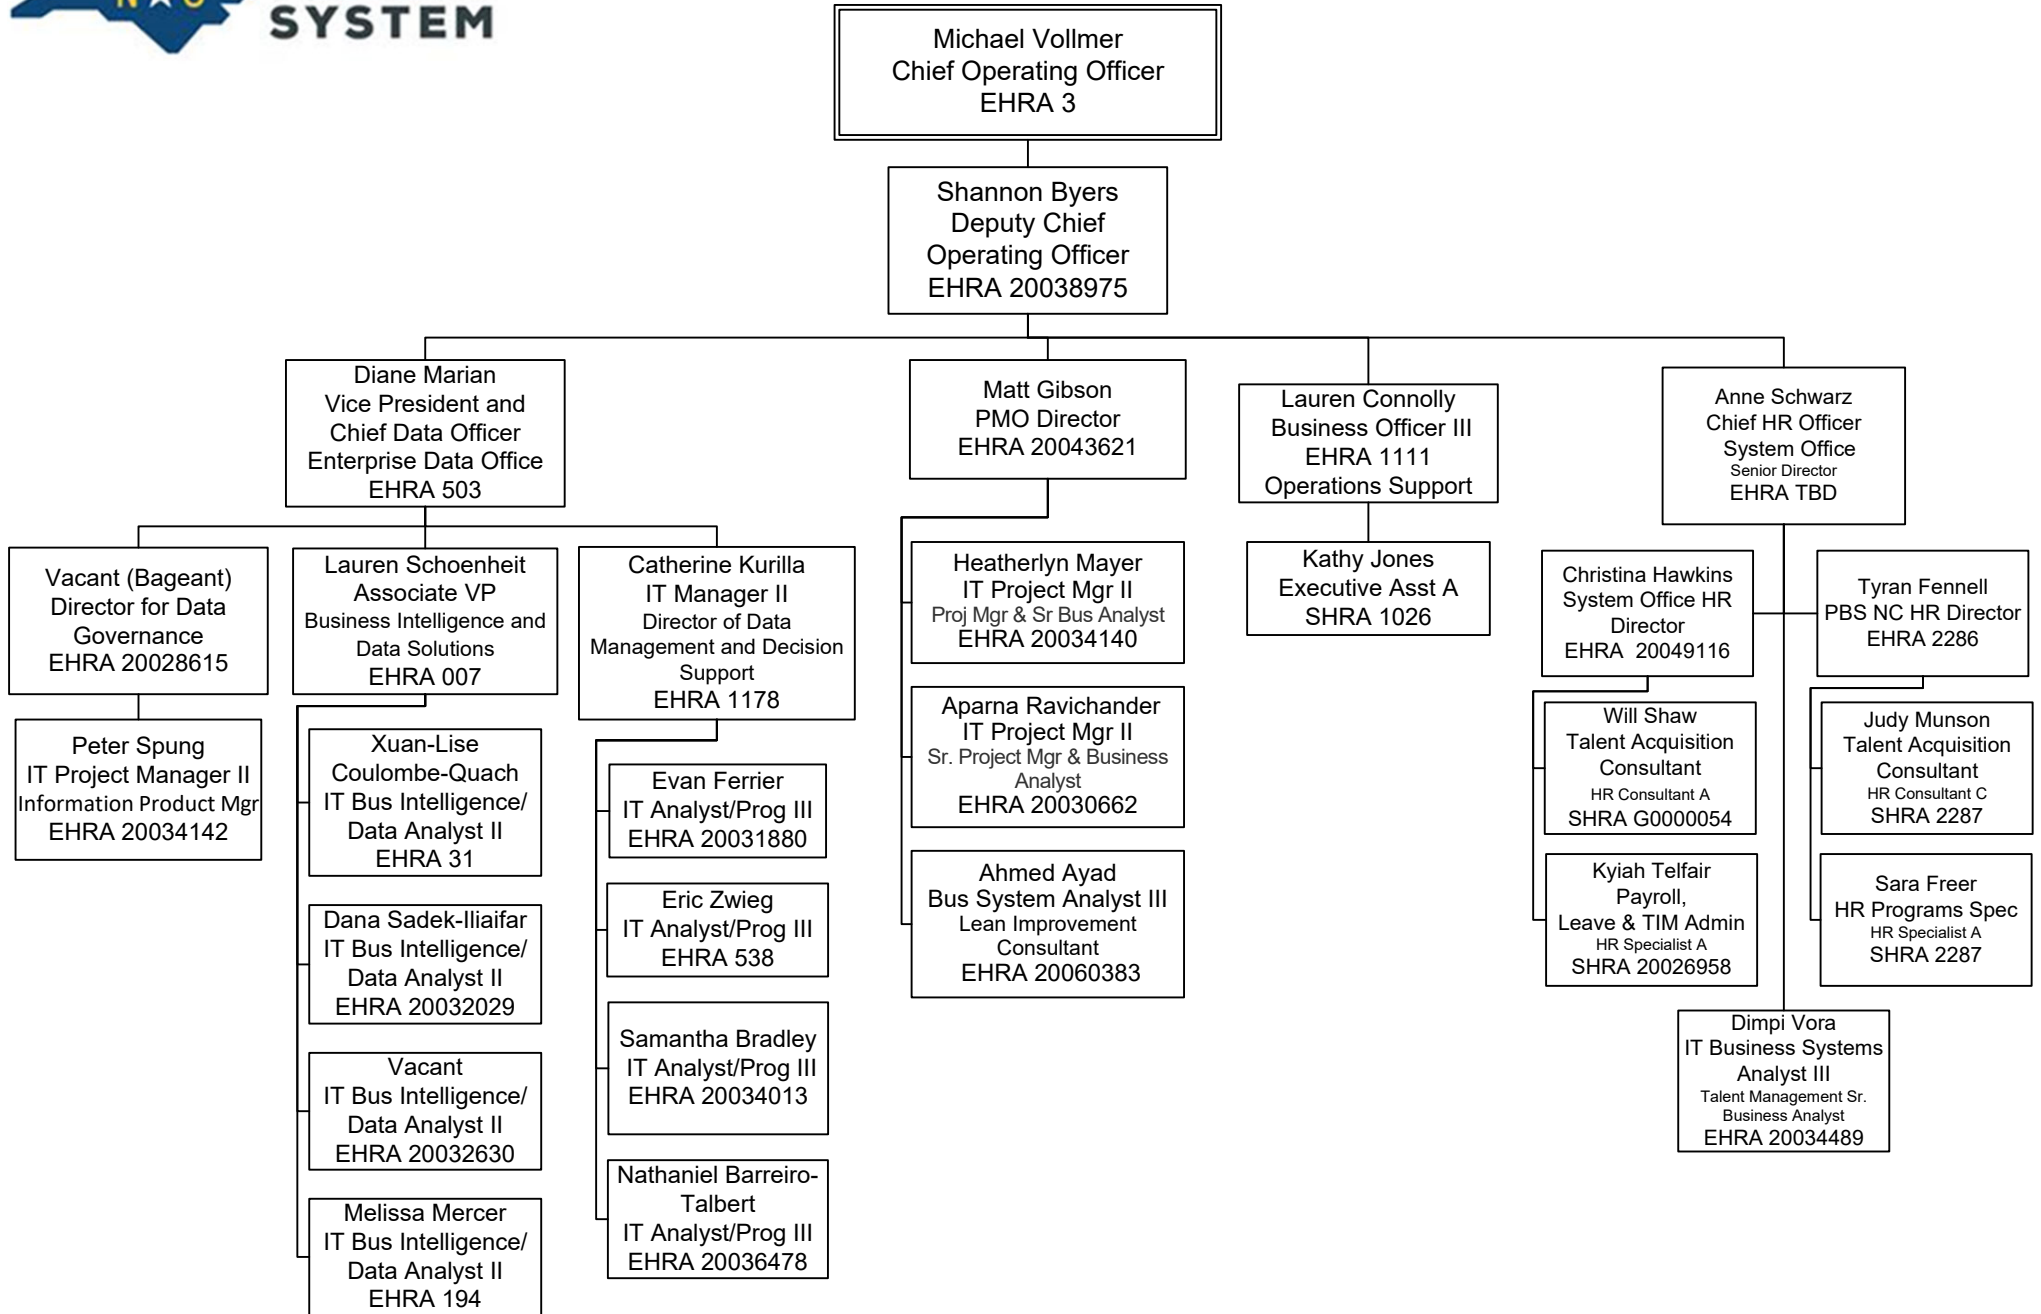 N C
SYSTEM
Michael Vollmer
Chief Operating Officer
EHRA 3
Shannon Byers
Deputy Chief
Operating Officer
EHRA 20038975
Diane Marian
Vice President and
Chief Data Officer
Enterprise Data Office
EHRA 503
Matt Gibson
PMO Director
EHRA 20043621
Lauren Connolly
Business Officer III
EHRA 1111
Operations Support
Anne Schwarz
Chief HR Officer
System Office
Senior Director
EHRA TBD
Vacant (Bageant)
Director for Data
Governance
EHRA 20028615
Lauren Schoenheit
Associate VP
Business Intelligence and
Data Solutions
EHRA 007
Catherine Kurilla
IT Manager II
Director of Data
Management and Decision
Support
EHRA 1178
Heatherlyn Mayer
IT Project Mgr II
Proj Mgr & Sr Bus Analyst
EHRA 20034140
Kathy Jones
Executive Asst A
SHRA 1026
Christina Hawkins
System Office HR
Director
EHRA  20049116
Tyran Fennell
PBS NC HR Director
EHRA 2286
Peter Spung
IT Project Manager II
Information Product Mgr
EHRA 20034142
Xuan-Lise
Coulombe-Quach
IT Bus Intelligence/
Data Analyst II
EHRA 31
Dana Sadek-Iliaifar
IT Bus Intelligence/
Data Analyst II
EHRA 20032029
Vacant
IT Bus Intelligence/
Data Analyst II
EHRA 20032630
Melissa Mercer
IT Bus Intelligence/
Data Analyst II
EHRA 194
Evan Ferrier
IT Analyst/Prog III
EHRA 20031880
Eric Zwieg
IT Analyst/Prog III
EHRA 538
Samantha Bradley
IT Analyst/Prog III
EHRA 20034013
Nathaniel Barreiro-
Talbert
IT Analyst/Prog III
EHRA 20036478
Aparna Ravichander
IT Project Mgr II
Sr. Project Mgr & Business
Analyst
EHRA 20030662
Ahmed Ayad
Bus System Analyst III
Lean Improvement
Consultant
EHRA 20060383
Will Shaw
Talent Acquisition
Consultant
HR Consultant A
SHRA G0000054
Kyiah Telfair
Payroll,
Leave & TIM Admin
HR Specialist A
SHRA 20026958
Judy Munson
Talent Acquisition
Consultant
HR Consultant C
SHRA 2287
Sara Freer
HR Programs Spec
HR Specialist A
SHRA 2287
Dimpi Vora
IT Business Systems
Analyst III
Talent Management Sr.
Business Analyst
EHRA 20034489